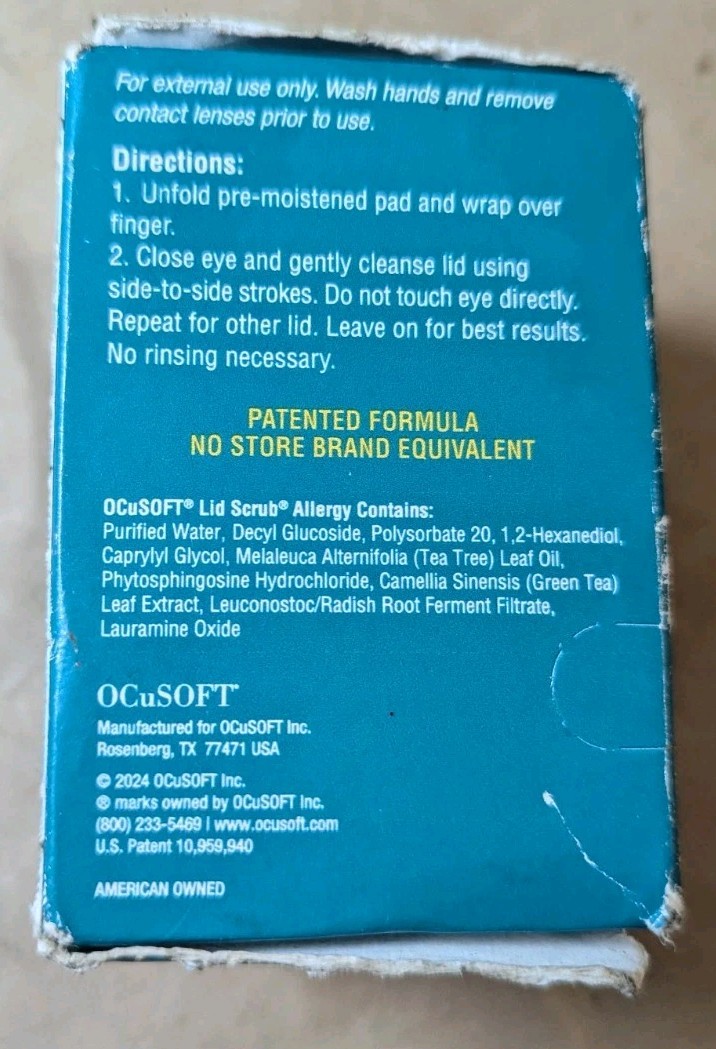 For external use only. Wash hands and remove
contact lenses prior to use.
Directions:
1. Unfold pre-moistened pad and wrap over
finger.
2. Close eye and gently cleanse lid using
side-to-side strokes. Do not touch eye directly.
Repeat for other lid. Leave on for best results.
No rinsing necessary.
PATENTED FORMULA
NO STORE BRAND EQUIVALENT
OCuSOFT® Lid Scrub® Allergy Contains:
Purified Water, Decyl Glucoside, Polysorbate 20, 1,2-Hexanediol,
Caprylyl Glycol, Melaleuca Alternifolia (Tea Tree) Leaf Oil,
Phytosphingosine Hydrochloride, Camellia Sinensis (Green Tea)
Leaf Extract, Leuconostoc/Radish Root Ferment Filtrate,
Lauramine Oxide
OCuSOFT®
Manufactured for OCuSOFT Inc.
Rosenberg, TX 77471 USA
© 2024 OCuSOFT Inc.
® marks owned by OCuSOFT Inc.
(800) 233-5469 | www.ocusoft.com
U.S. Patent 10,959,940
AMERICAN OWNED